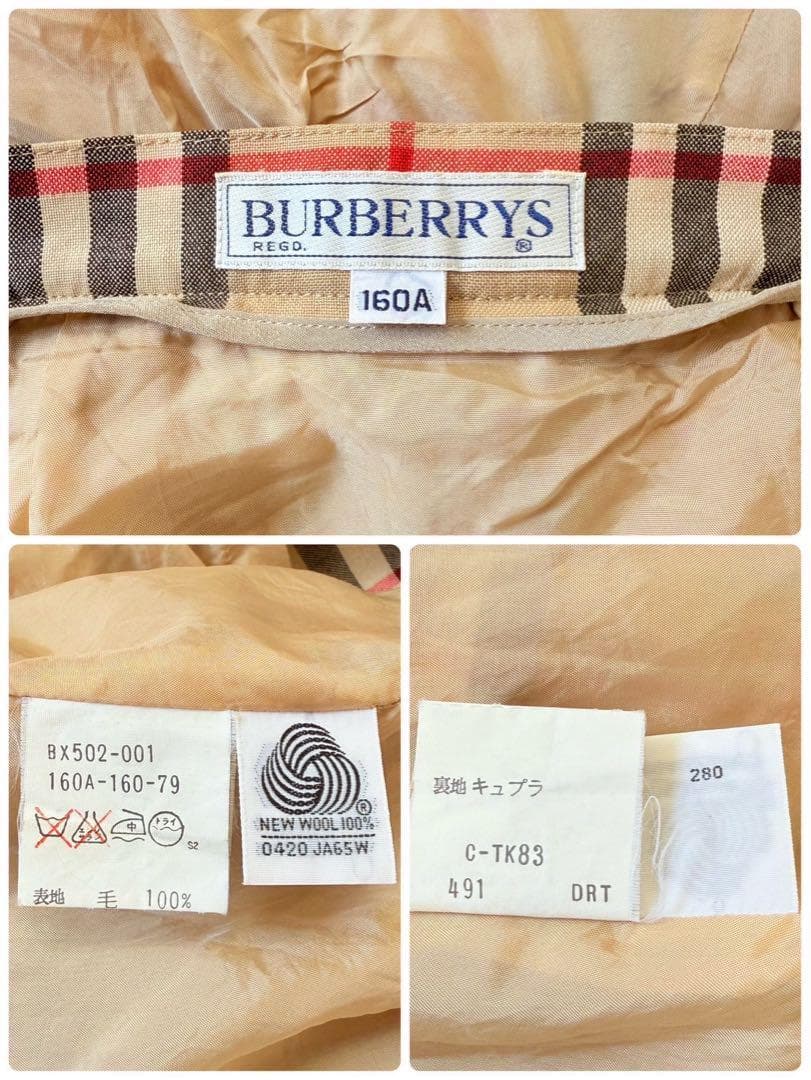 BURBERRYS
REGD. ®
160A
BX502-001
160A-160-79
中 ドライ
S2
表地 毛 100%
®
NEW WOOL 100%
0420 JA65W
裏地 キュプラ
C-TK83
491 DRT
280